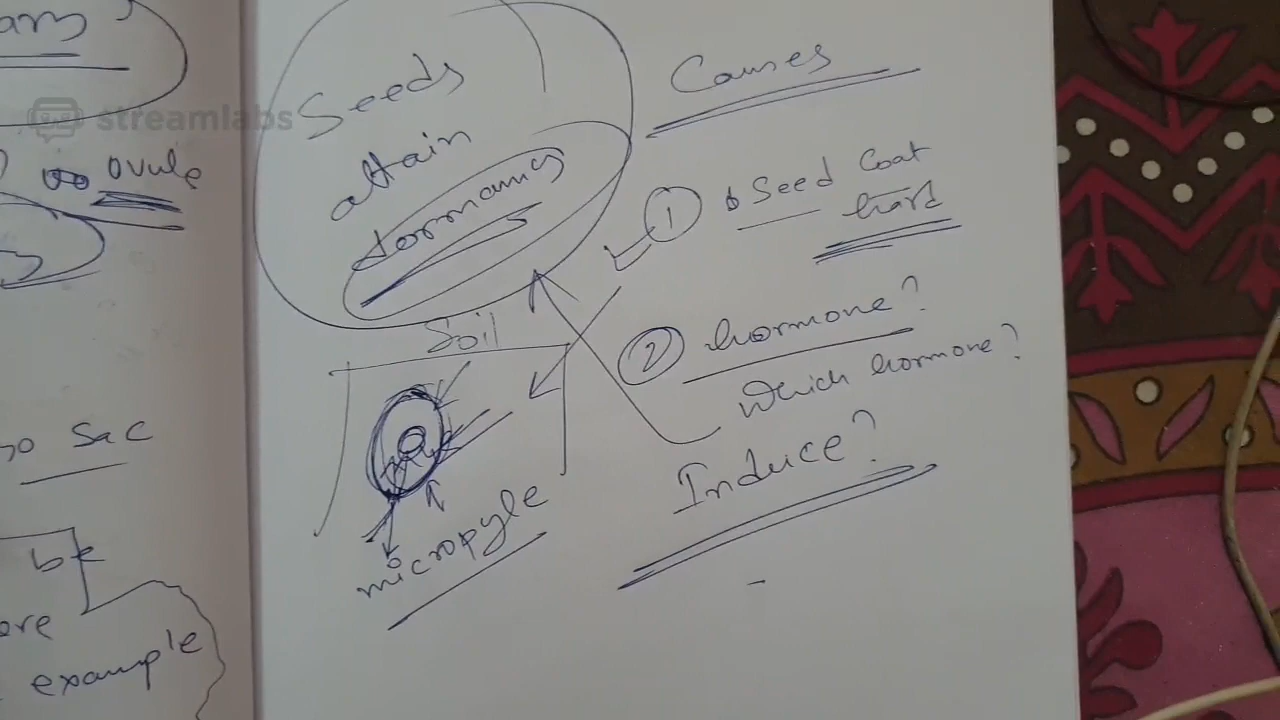 streamlabs
ovule
sac
be
example
Seeds
attain
dormancy
Soil
micropyle
Causes
1 Seed Coat
hard
2 hormone?
Which hormone?
Induce?